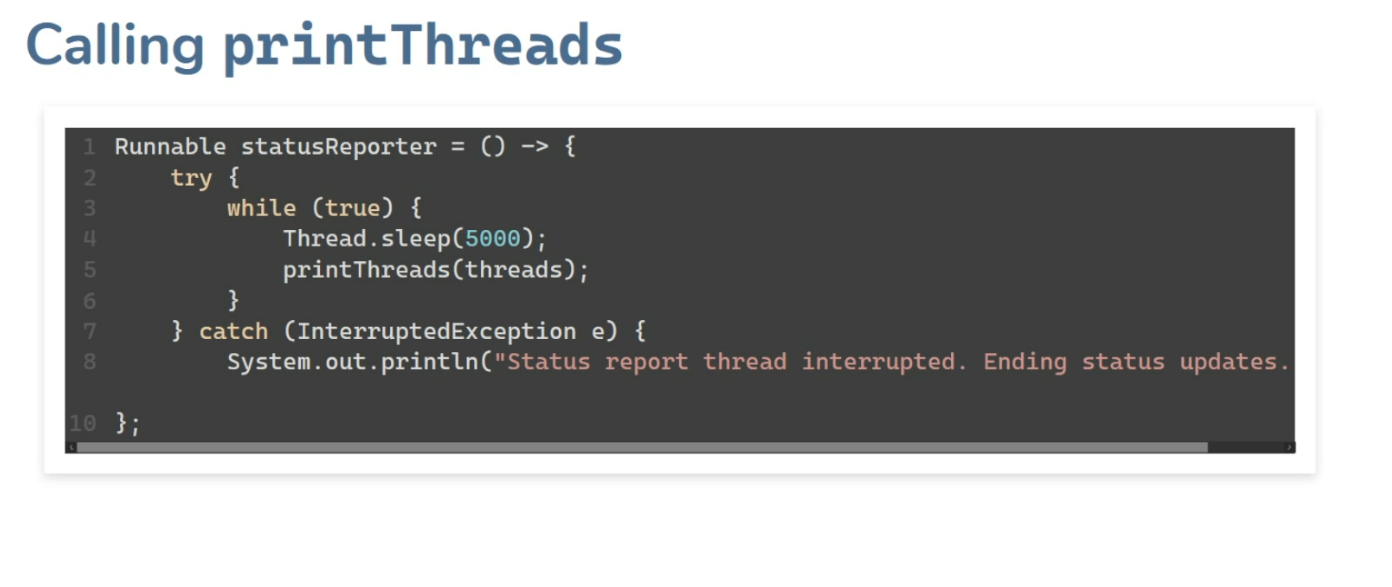 Calling printThreads
1 Runnable statusReporter = () -> {
2     try {
3         while (true) {
4             Thread.sleep(5000);
5             printThreads(threads);
6         }
7     } catch (InterruptedException e) {
8         System.out.println("Status report thread interrupted. Ending status updates.
10 };